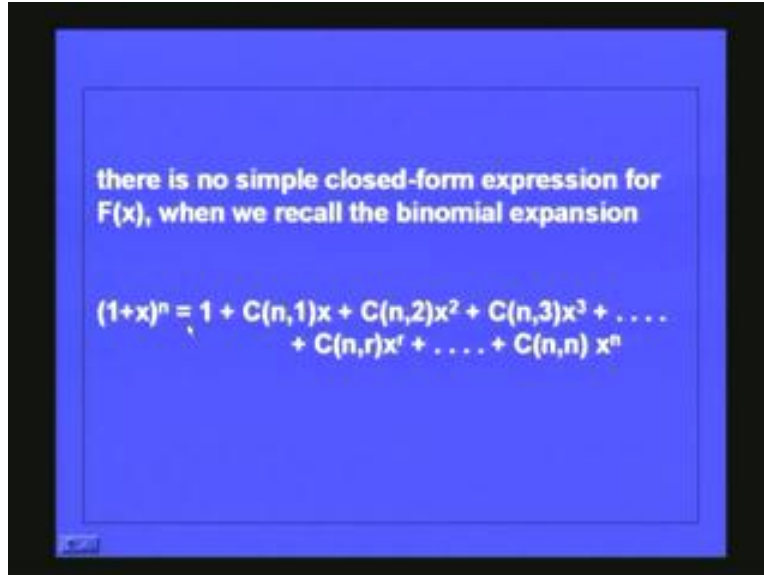 there is no simple closed-form expression for
F(x), when we recall the binomial expansion
(1+x)ⁿ = 1 + C(n,1)x + C(n,2)x² + C(n,3)x³ + . . . .
+ C(n,r)xʳ + . . . . + C(n,n) xⁿ